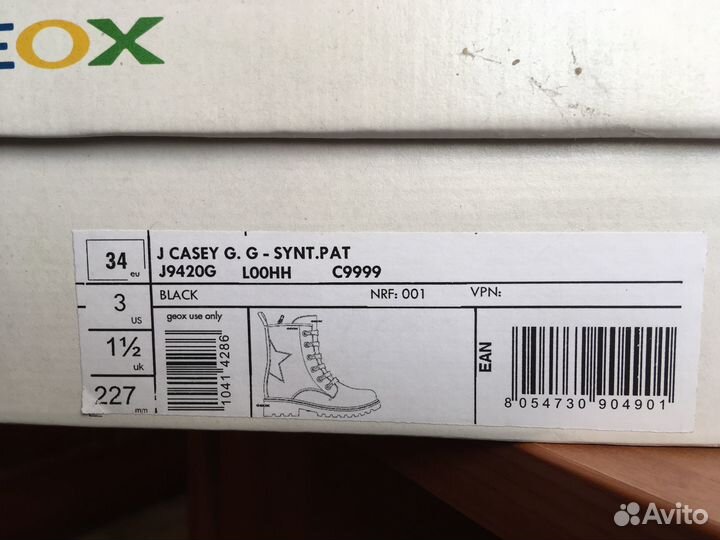 EOX
34 eu
J CASEY G. G - SYNT.PAT
J9420G L00HH C9999
3 us
BLACK NRF: 001 VPN:
1½ uk
geox use only
1041 4286
EAN
227 mm
8 054730 904901
Avito